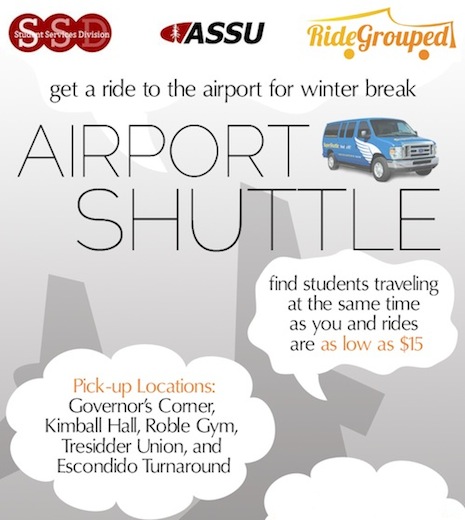 SSD
Student Services Division
ASSU
RideGrouped
get a ride to the airport for winter break
AIRPORT
SHUTTLE
find students traveling
at the same time
as you and rides
are as low as $15
Pick-up Locations:
Governor's Corner,
Kimball Hall, Roble Gym,
Tresidder Union, and
Escondido Turnaround